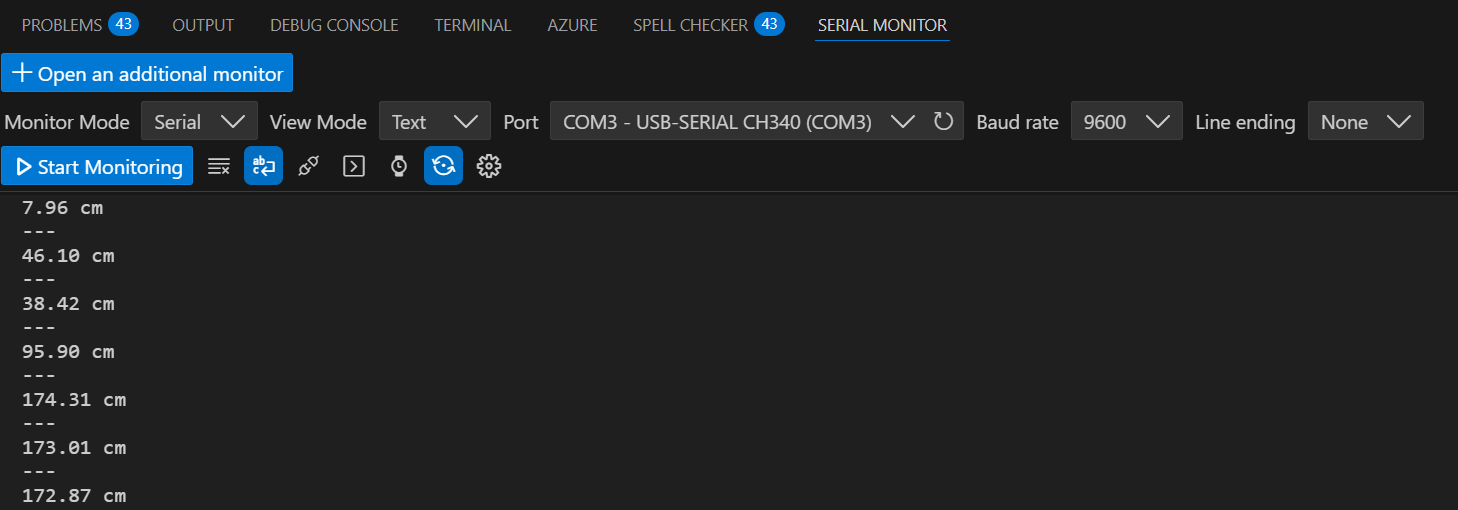 PROBLEMS 43 OUTPUT DEBUG CONSOLE TERMINAL AZURE SPELL CHECKER 43 SERIAL MONITOR
Open an additional monitor
Monitor Mode Serial View Mode Text Port COM3 - USB-SERIAL CH340 (COM3) Baud rate 9600 Line ending None
Start Monitoring
7.96 cm
---
46.10 cm
---
38.42 cm
---
95.90 cm
---
174.31 cm
---
173.01 cm
---
172.87 cm